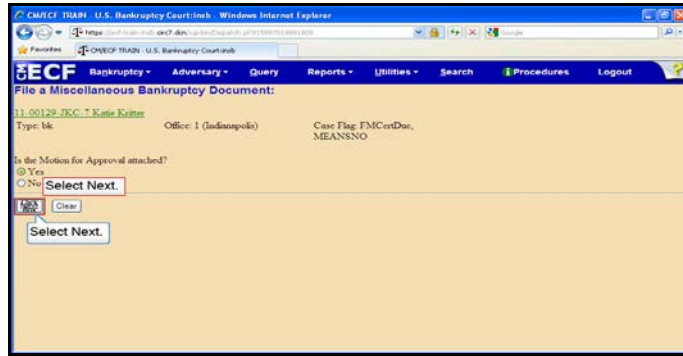 CM/ECF TRAIN - U.S. Bankruptcy Court:insb - Windows Internet Explorer
Google
Favorites CM/ECF TRAIN - U.S. Bankruptcy Court:insb
ECF Bankruptcy Adversary Query Reports Utilities Search Procedures Logout ?
File a Miscellaneous Bankruptcy Document:
11-00129-JKC-7 Katie Kritter
Type: bk Office: 1 (Indianapolis) Case Flag: FMCertDue,
MEANSNO
Is the Motion for Approval attached?
Yes
No Select Next.
Clear
Select Next.